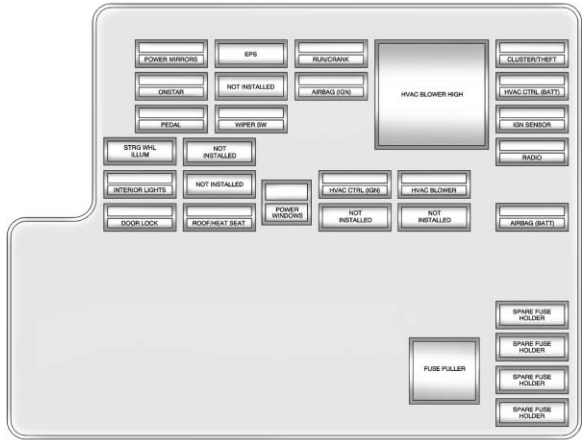 POWER MIRRORS
EPS
RUN/CRANK
CLUSTER/THEFT
HVAC BLOWER HIGH
ONSTAR
NOT INSTALLED
AIRBAG (IGN)
HVAC CTRL (BATT)
PEDAL
WIPER SW
IGN SENSOR
STRG WHL
ILLUM
NOT
INSTALLED
RADIO
INTERIOR LIGHTS
NOT INSTALLED
POWER
WINDOWS
HVAC CTRL (IGN)
HVAC BLOWER
DOOR LOCK
ROOF/HEAT SEAT
NOT
INSTALLED
NOT
INSTALLED
AIRBAG (BATT)
SPARE FUSE
HOLDER
SPARE FUSE
HOLDER
FUSE PULLER
SPARE FUSE
HOLDER
SPARE FUSE
HOLDER